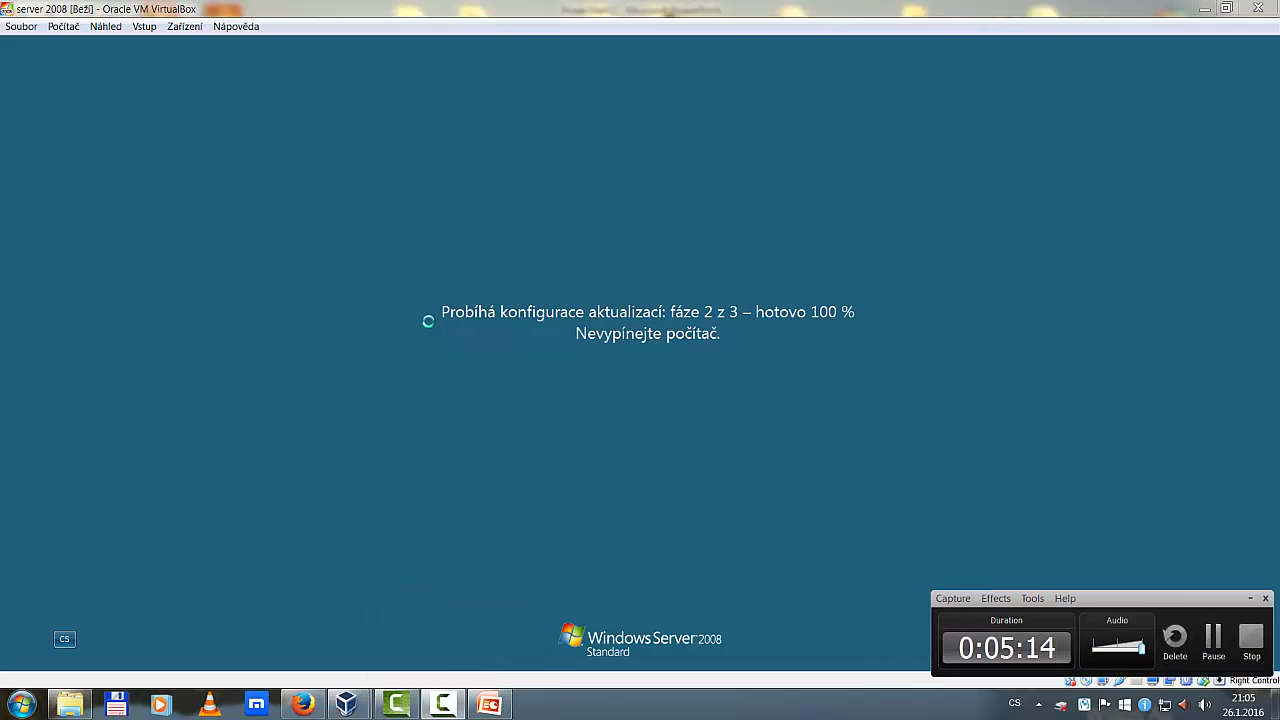 server 2008 [Beží] - Oracle VM VirtualBox
Soubor Počítač Náhled Vstup Zařízení Nápověda
Probíhá konfigurace aktualizací: fáze 2 z 3 – hotovo 100 %
Nevypínejte počítač.
CS
Windows Server 2008
Standard
Capture Effects Tools Help
Duration
Audio
0:05:14
Delete Pause Stop
Right Control
CS
21:05
26.1.2016